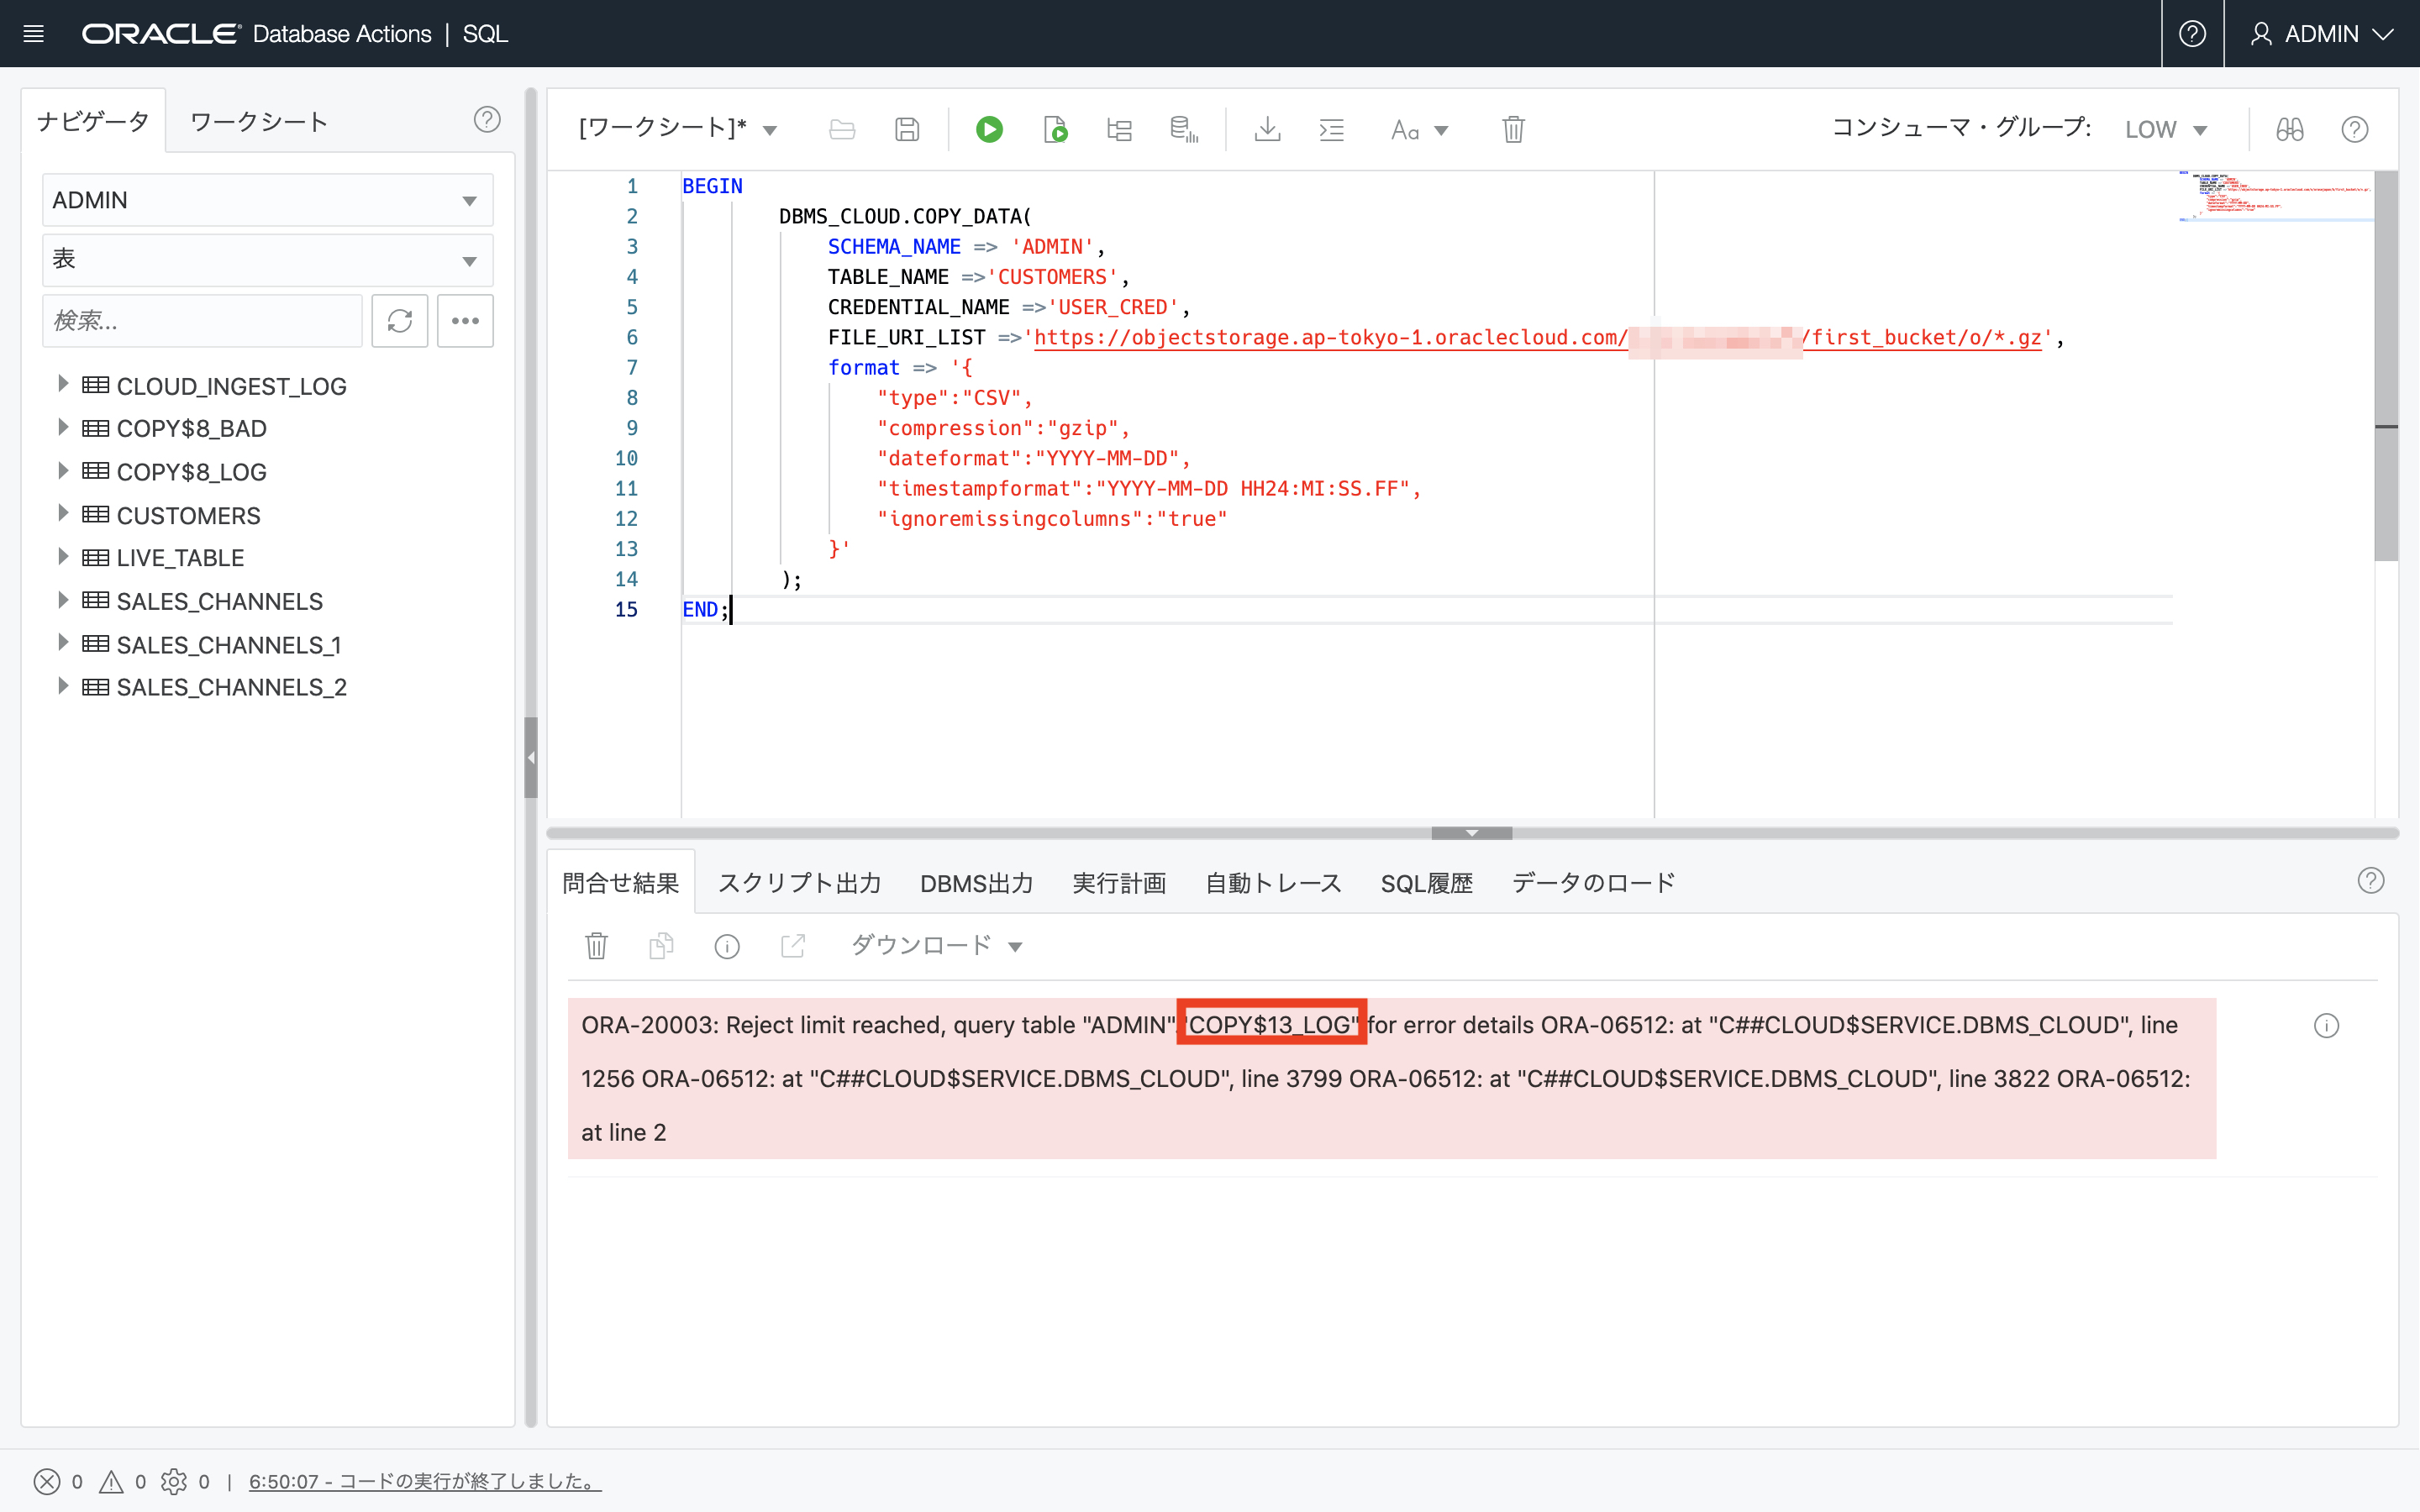 ORACLE Database Actions | SQL
ADMIN
ナビゲータ
ワークシート
ADMIN
表
検索...
CLOUD_INGEST_LOG
COPY$8_BAD
COPY$8_LOG
CUSTOMERS
LIVE_TABLE
SALES_CHANNELS
SALES_CHANNELS_1
SALES_CHANNELS_2
[ワークシート]*
Aa
コンシューマ・グループ: LOW
1 BEGIN
2 DBMS_CLOUD.COPY_DATA(
3 SCHEMA_NAME => 'ADMIN',
4 TABLE_NAME =>'CUSTOMERS',
5 CREDENTIAL_NAME =>'USER_CRED',
6 FILE_URI_LIST =>'https://objectstorage.ap-tokyo-1.oraclecloud.com/ /first_bucket/o/*.gz',
7 format => '{
8 "type":"CSV",
9 "compression":"gzip",
10 "dateformat":"YYYY-MM-DD",
11 "timestampformat":"YYYY-MM-DD HH24:MI:SS.FF",
12 "ignoremissingcolumns":"true"
13 }'
14 );
15 END;
問合せ結果 スクリプト出力 DBMS出力 実行計画 自動トレース SQL履歴 データのロード
ダウンロード
ORA-20003: Reject limit reached, query table "ADMIN"."COPY$13_LOG" for error details ORA-06512: at "C##CLOUD$SERVICE.DBMS_CLOUD", line
1256 ORA-06512: at "C##CLOUD$SERVICE.DBMS_CLOUD", line 3799 ORA-06512: at "C##CLOUD$SERVICE.DBMS_CLOUD", line 3822 ORA-06512:
at line 2
0 0 0 | 6:50:07 - コードの実行が終了しました。